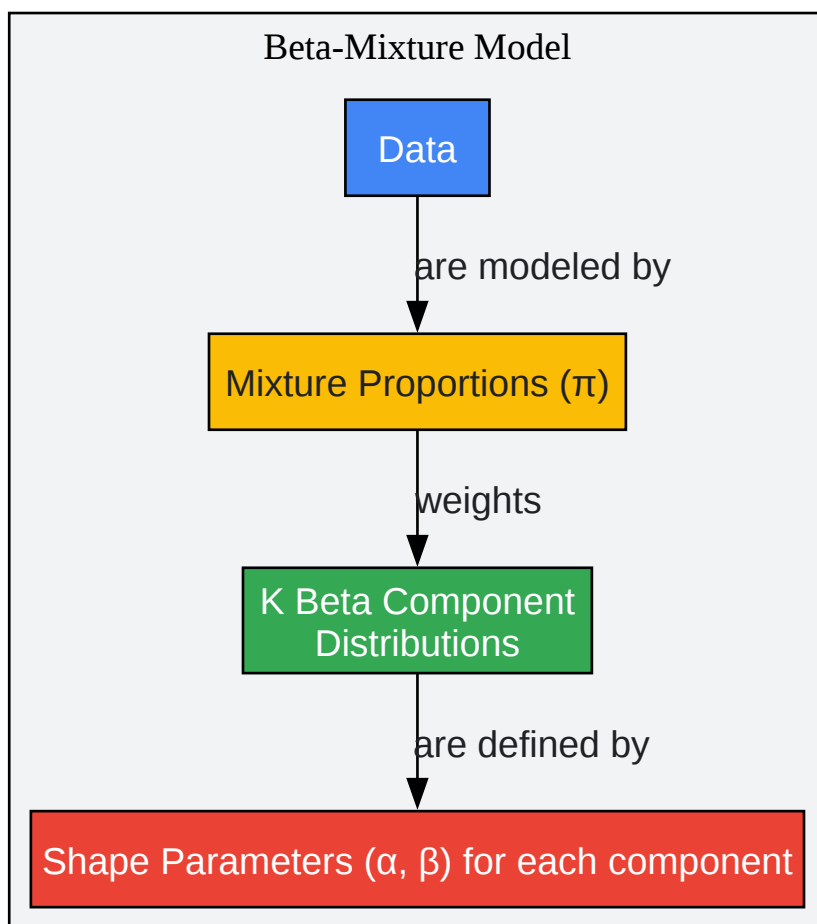 Beta-Mixture Model
Data
are modeled by
Mixture Proportions (π)
weights
K Beta Component
Distributions
are defined by
Shape Parameters (α, β) for each component